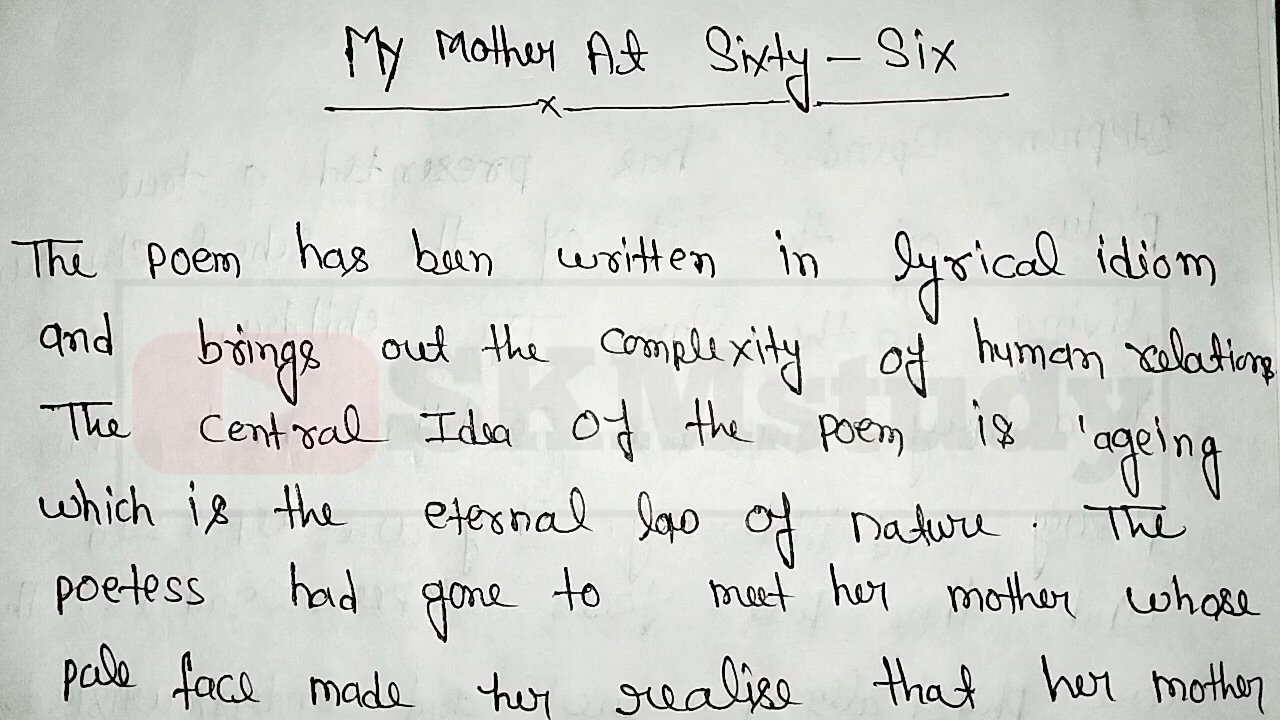 My Mother At Sixty - Six
The poem has been written in lyrical idiom
and brings out the complexity of human relations
The central Idea of the poem is 'ageing
which is the eternal law of nature. The
poetess had gone to meet her mother whose
pale face made her realise that her mother
SKMstudy